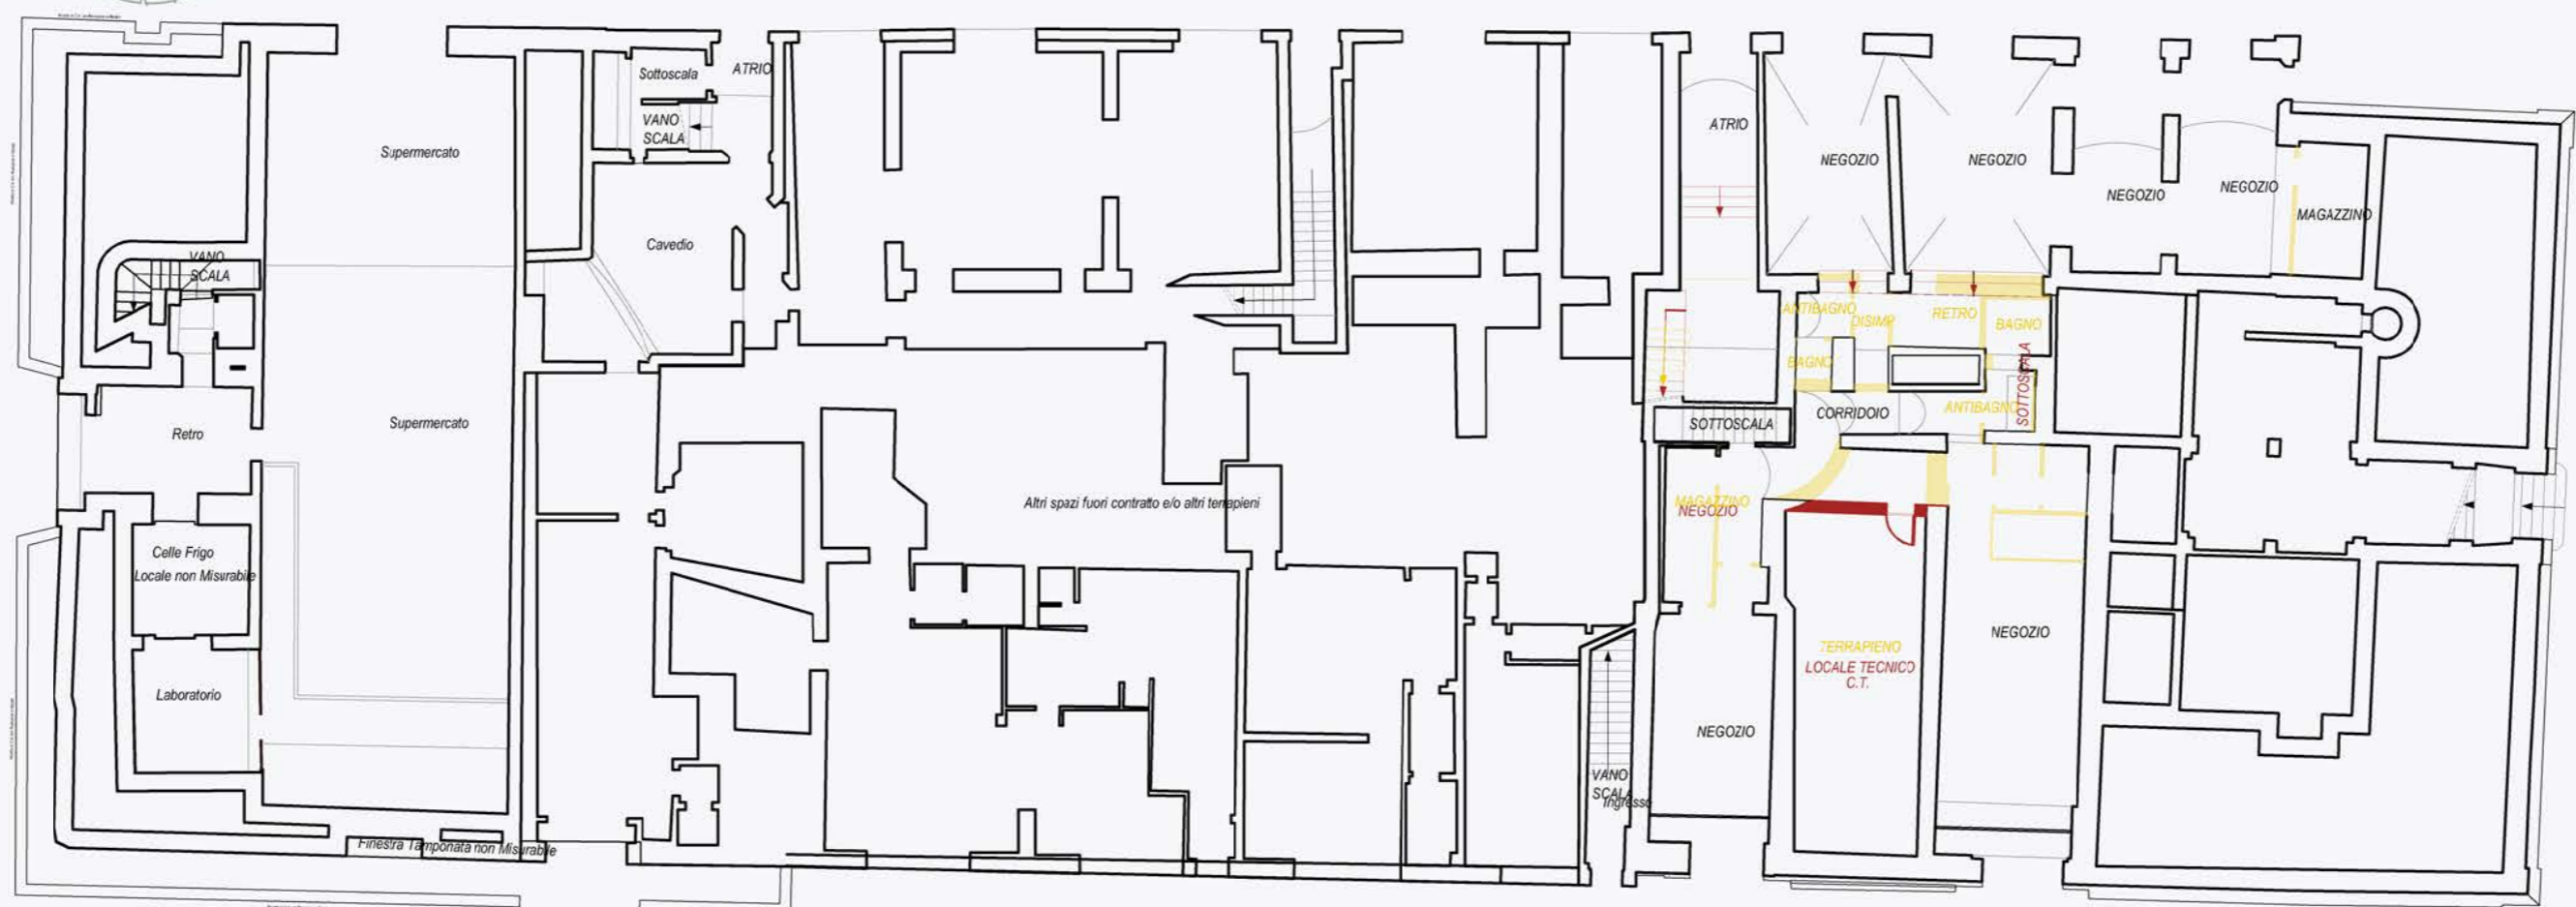 Sottoscala
ATRIO
VANO
SCALA
Supermercato
Cavedio
VANO
SCALA
Supermercato
Retro
Celle Frigo
Locale non Misurabile
Laboratorio
Finestra Tamponata non Misurabile
Altri spazi fuori contratto e/o altri terrapieni
VANO
SCALA
Ingresso
ATRIO
NEGOZIO
NEGOZIO
NEGOZIO
NEGOZIO
MAGAZZINO
ANTIBAGNO
DISIMP
RETRO
BAGNO
BAGNO
SOTTOSCALA
ANTIBAGNO
CORRIDOIO
SOTTOSCALA
MAGAZZINO
NEGOZIO
TERRAPIENO
LOCALE TECNICO
C.T.
NEGOZIO
NEGOZIO